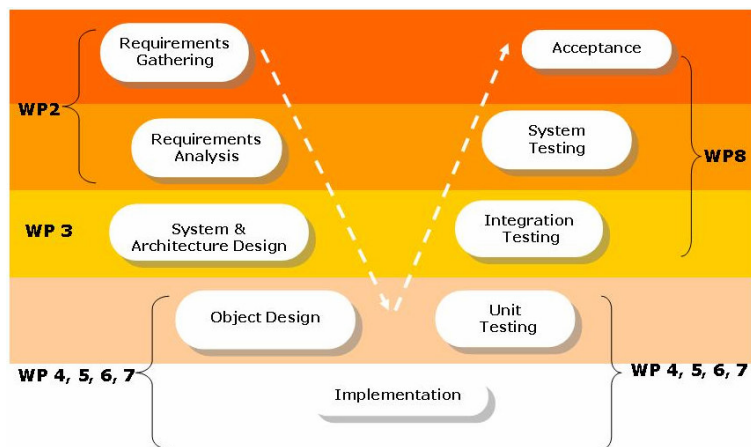 Requirements
Gathering
Acceptance
WP2
Requirements
Analysis
System
Testing
WP8
WP 3
System &
Architecture Design
Integration
Testing
Object Design
Unit
Testing
WP 4, 5, 6, 7
WP 4, 5, 6, 7
Implementation